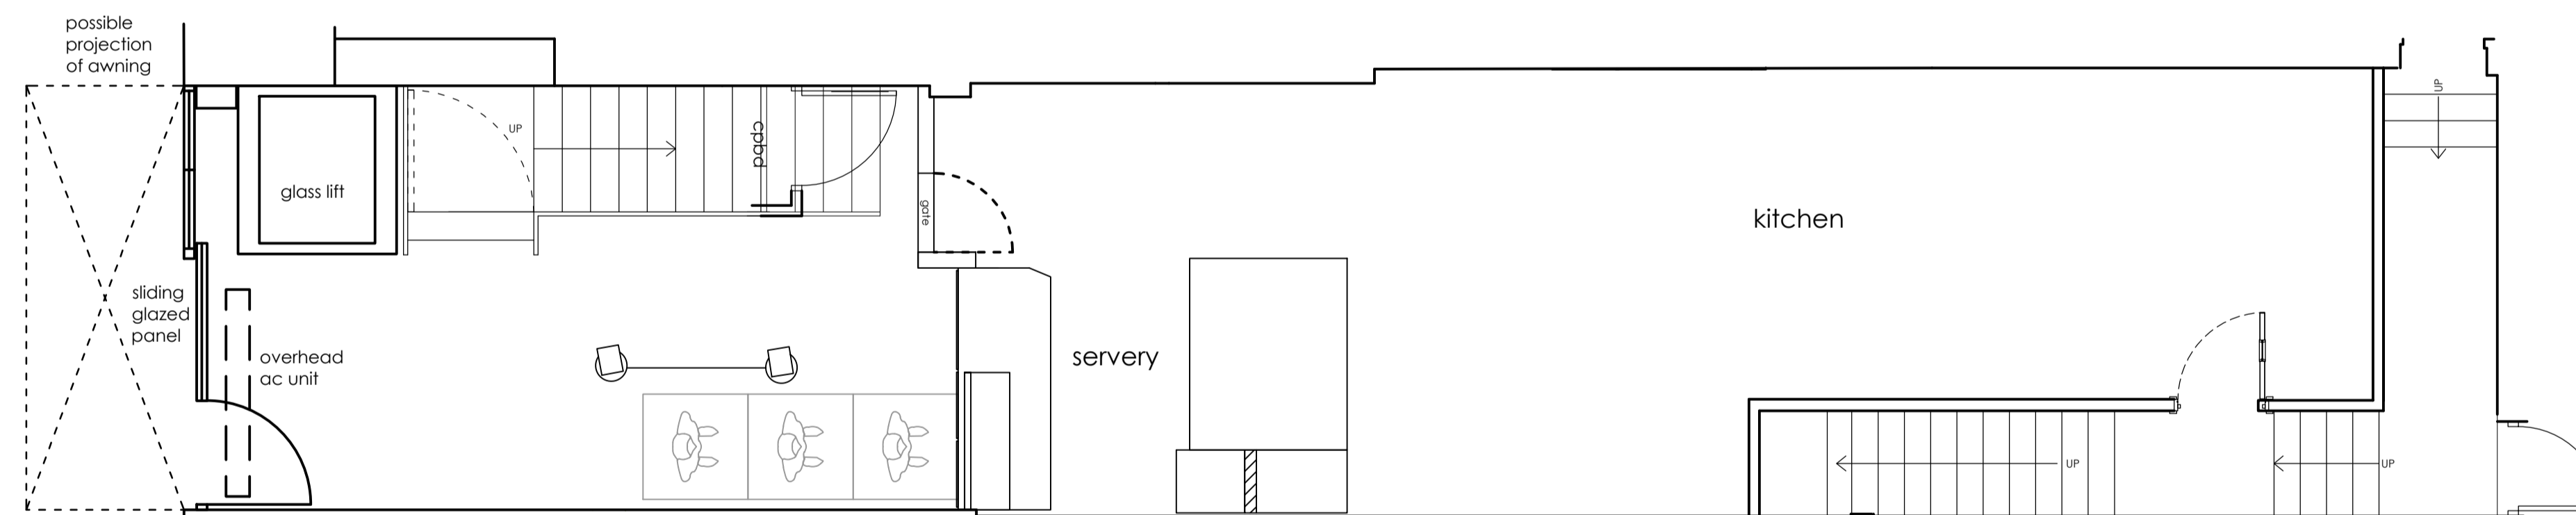 possible
projection
of awning
glass lift
UP
cpbd
gate
sliding
glazed
panel
overhead
ac unit
servery
kitchen
UP
UP
UP